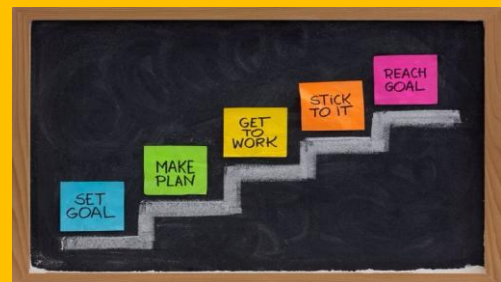 SET
GOAL
MAKE
PLAN
GET
TO
WORK
STICK
TO IT
REACH
GOAL